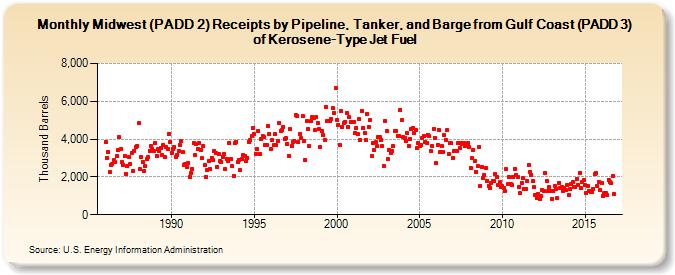 Monthly Midwest (PADD 2) Receipts by Pipeline, Tanker, and Barge from Gulf Coast (PADD 3)
of Kerosene-Type Jet Fuel
Thousand Barrels
8,000
6,000
4,000
2,000
0
1990
1995
2000
2005
2010
2015
Source: U.S. Energy Information Administration